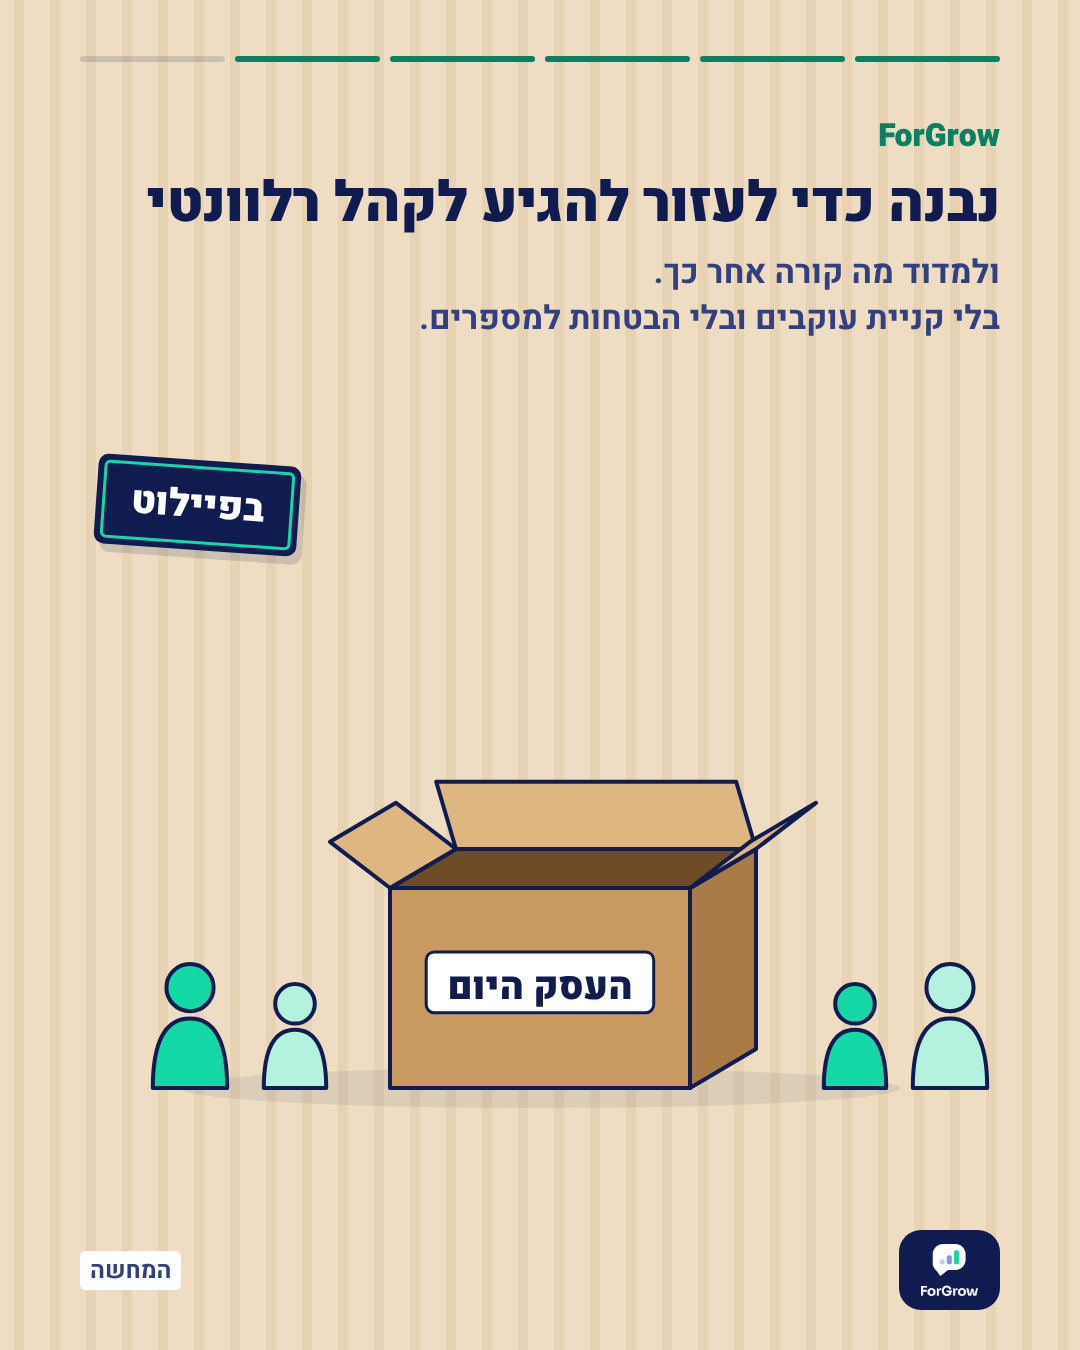 ForGrow
נבנה כדי לעזור להגיע לקהל רלוונטי
ולמדוד מה קורה אחר כך.
בלי קניית עוקבים ובלי הבטחות למספרים.
בפיילוט
העסק היום
המחשה
ForGrow